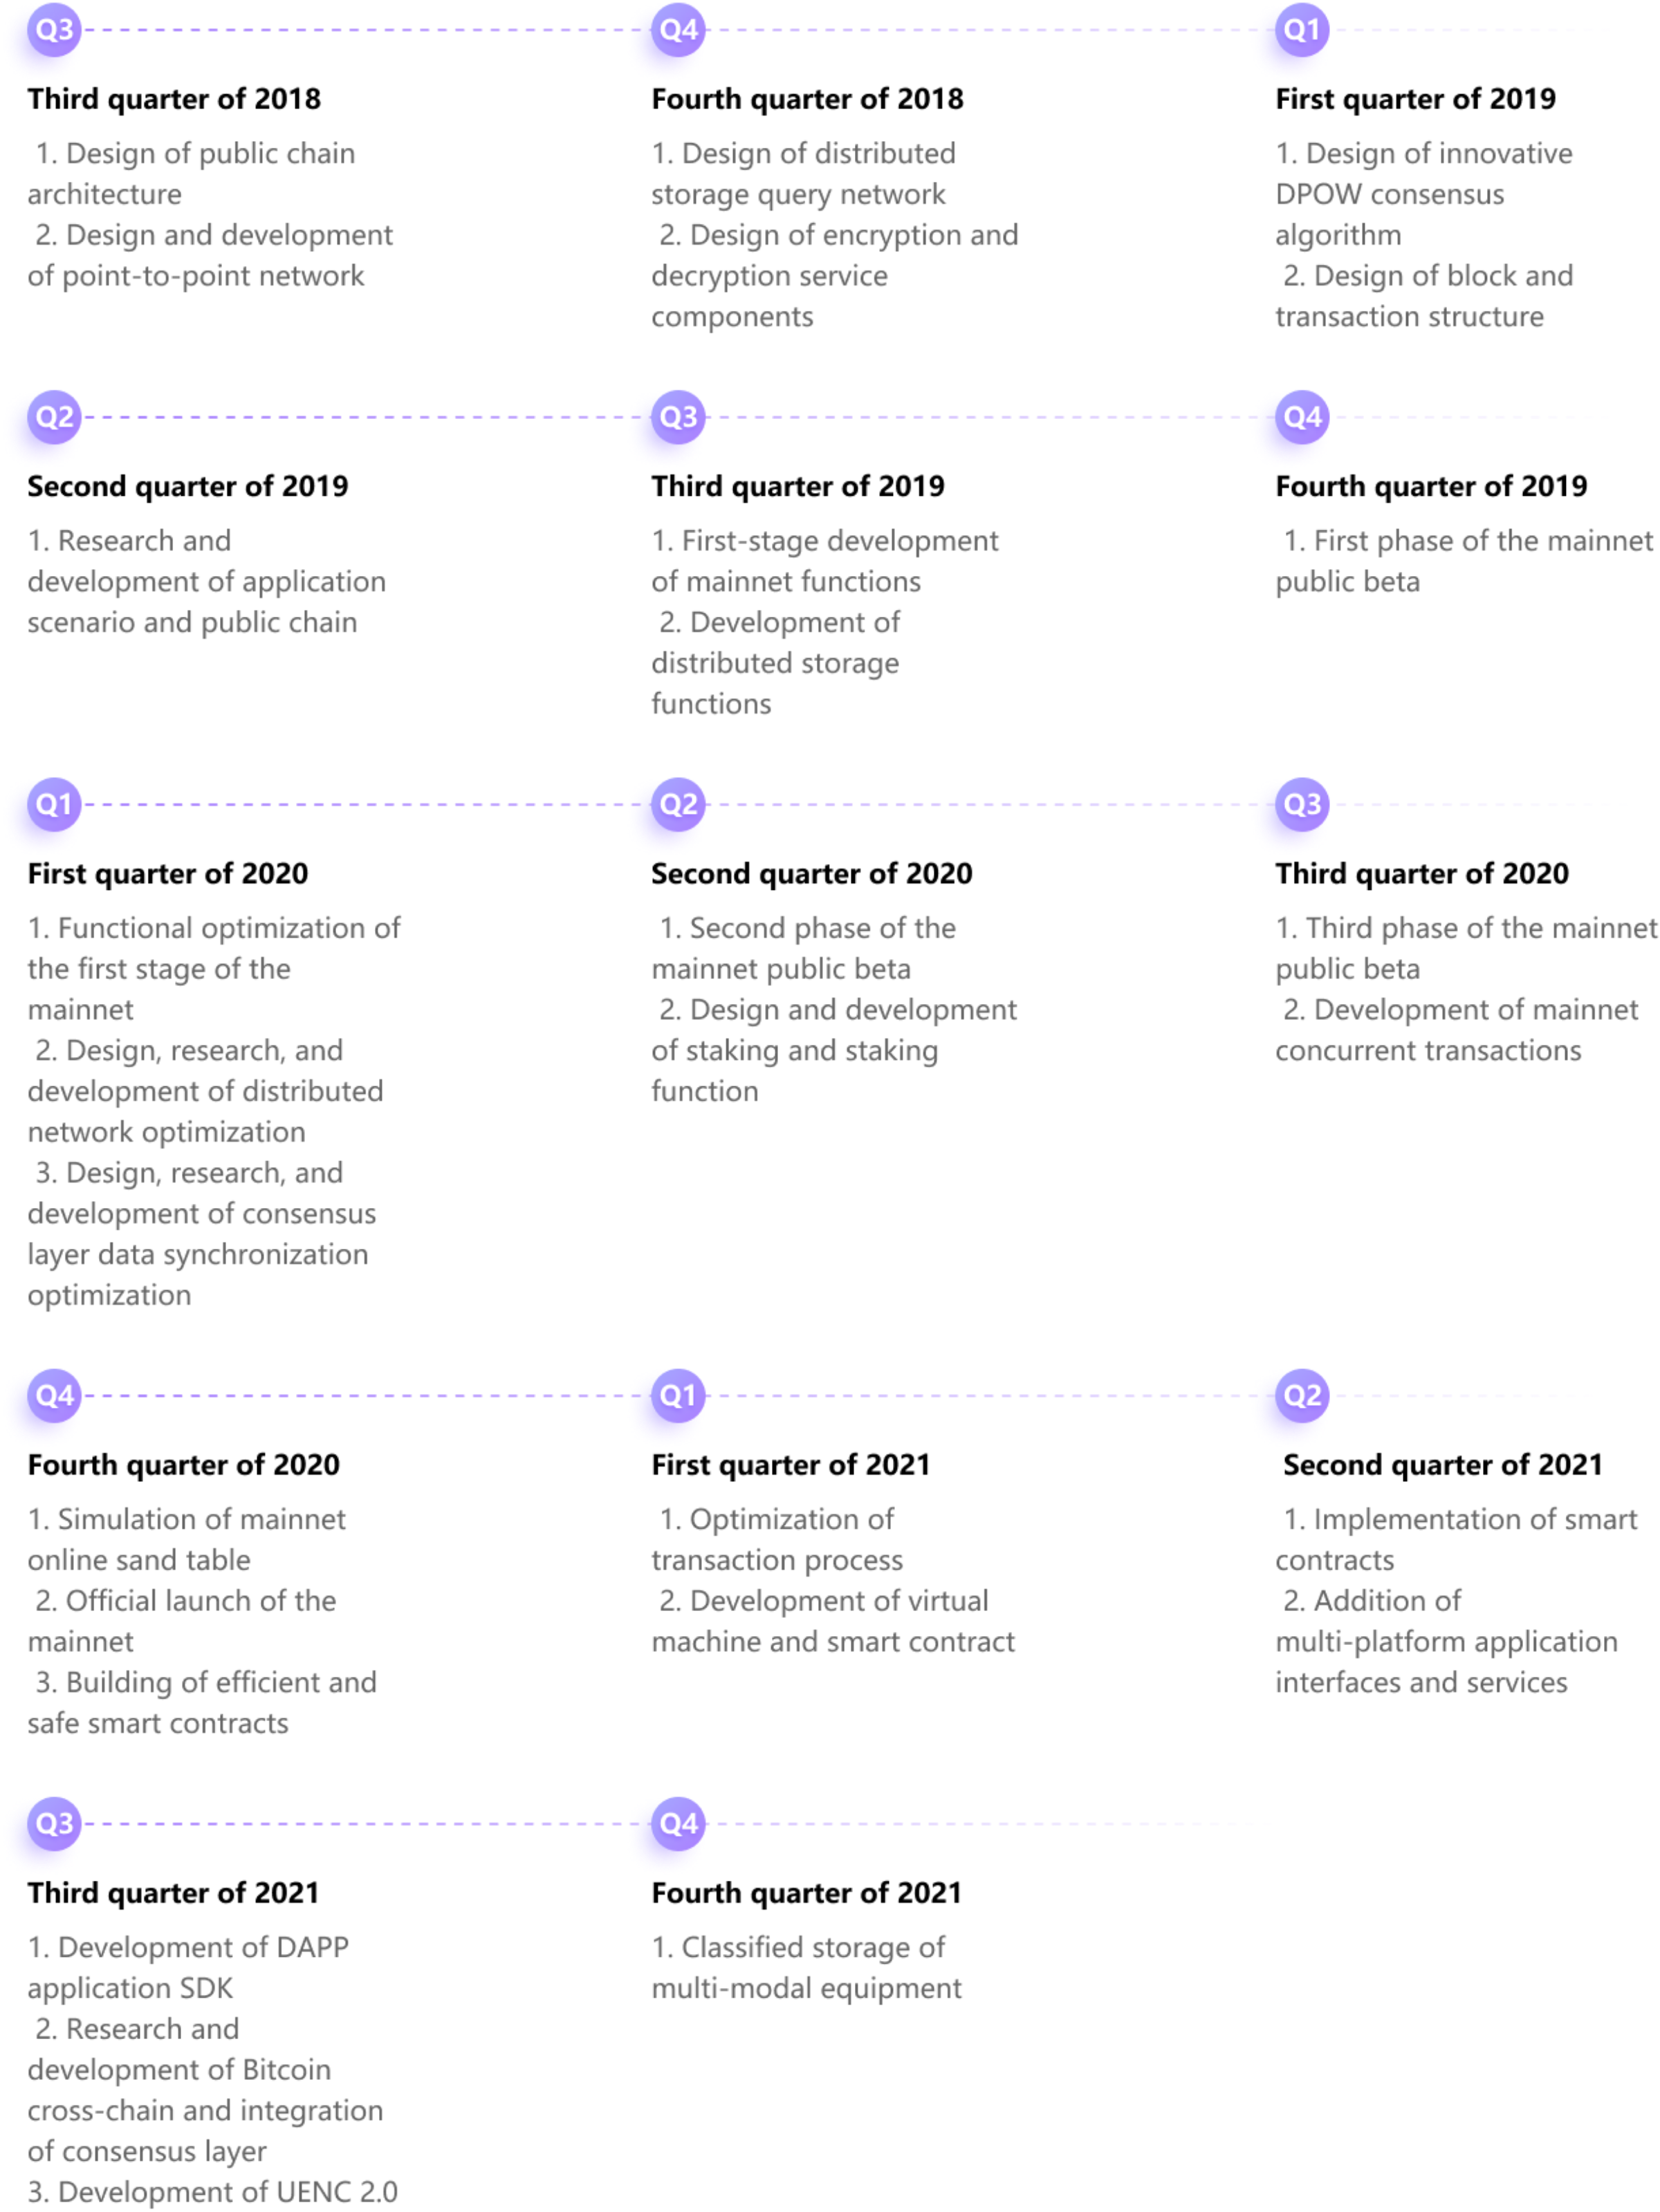 Q3
Third quarter of 2018
1. Design of public chain
architecture
2. Design and development
of point-to-point network
Q4
Fourth quarter of 2018
1. Design of distributed
storage query network
2. Design of encryption and
decryption service
components
Q1
First quarter of 2019
1. Design of innovative
DPOW consensus
algorithm
2. Design of block and
transaction structure
Q2
Second quarter of 2019
1. Research and
development of application
scenario and public chain
Q3
Third quarter of 2019
1. First-stage development
of mainnet functions
2. Development of
distributed storage
functions
Q4
Fourth quarter of 2019
1. First phase of the mainnet
public beta
Q1
First quarter of 2020
1. Functional optimization of
the first stage of the
mainnet
2. Design, research, and
development of distributed
network optimization
3. Design, research, and
development of consensus
layer data synchronization
optimization
Q2
Second quarter of 2020
1. Second phase of the
mainnet public beta
2. Design and development
of staking and staking
function
Q3
Third quarter of 2020
1. Third phase of the mainnet
public beta
2. Development of mainnet
concurrent transactions
Q4
Fourth quarter of 2020
1. Simulation of mainnet
online sand table
2. Official launch of the
mainnet
3. Building of efficient and
safe smart contracts
Q1
First quarter of 2021
1. Optimization of
transaction process
2. Development of virtual
machine and smart contract
Q2
Second quarter of 2021
1. Implementation of smart
contracts
2. Addition of
multi-platform application
interfaces and services
Q3
Third quarter of 2021
1. Development of DAPP
application SDK
2. Research and
development of Bitcoin
cross-chain and integration
of consensus layer
3. Development of UENC 2.0
Q4
Fourth quarter of 2021
1. Classified storage of
multi-modal equipment